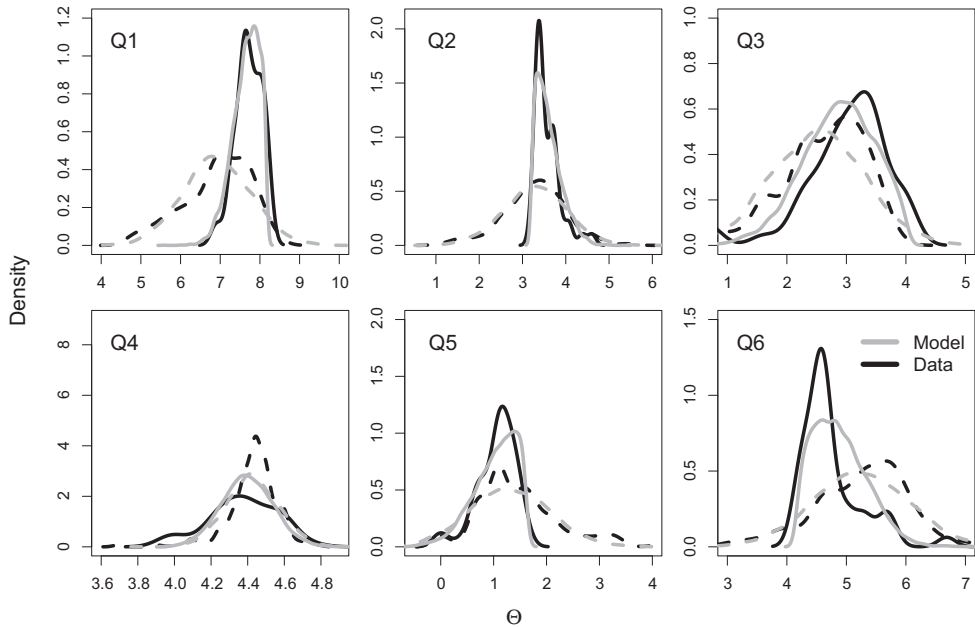 Density
Q1
0.0 0.2 0.4 0.6 0.8 1.0 1.2
4 5 6 7 8 9 10
Q2
0.0 0.5 1.0 1.5 2.0
1 2 3 4 5 6
Q3
0.0 0.2 0.4 0.6 0.8 1.0
1 2 3 4 5
Q4
0 2 4 6 8
3.6 4.0 4.2 4.4 4.6 4.8
Q5
0.0 0.5 1.0 1.5 2.0
0 1 2 3 4
Q6
Model
Data
0.0 0.5 1.0 1.5
3 4 5 6 7
Θ